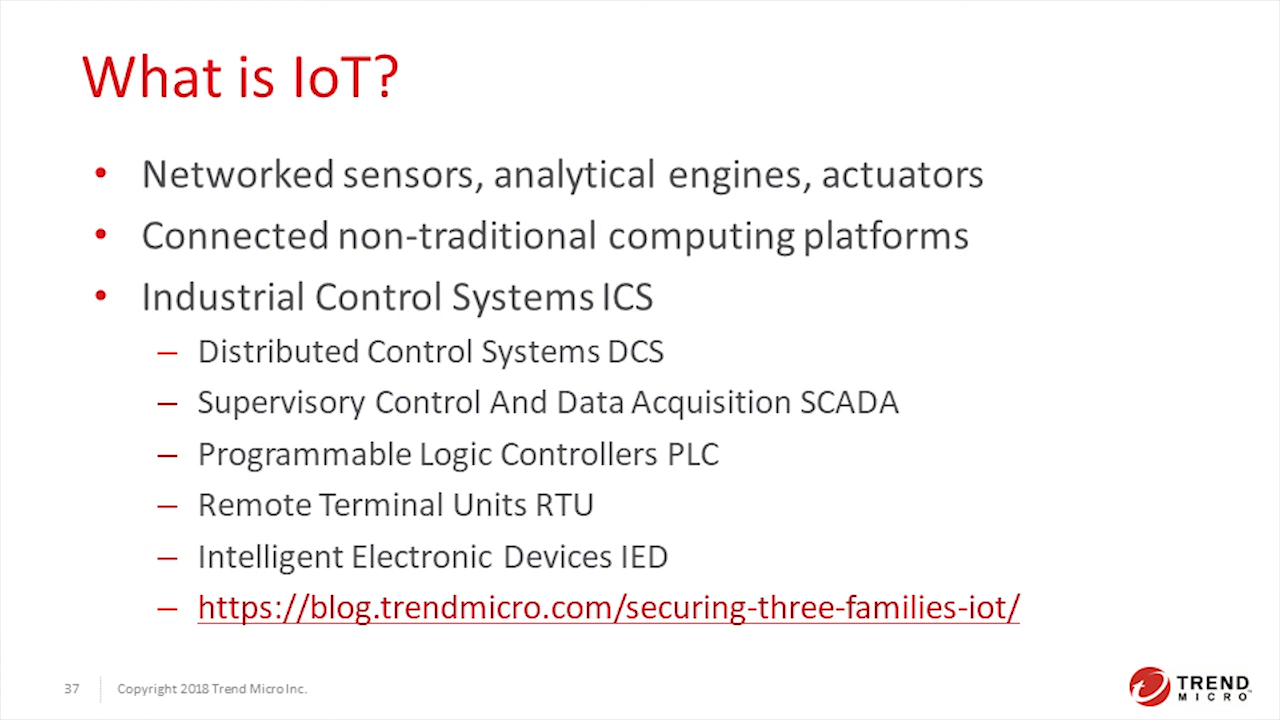 What is IoT?
• Networked sensors, analytical engines, actuators
• Connected non-traditional computing platforms
• Industrial Control Systems ICS
– Distributed Control Systems DCS
– Supervisory Control And Data Acquisition SCADA
– Programmable Logic Controllers PLC
– Remote Terminal Units RTU
– Intelligent Electronic Devices IED
– https://blog.trendmicro.com/securing-three-families-iot/
37
Copyright 2018 Trend Micro Inc.
TREND
MICRO™